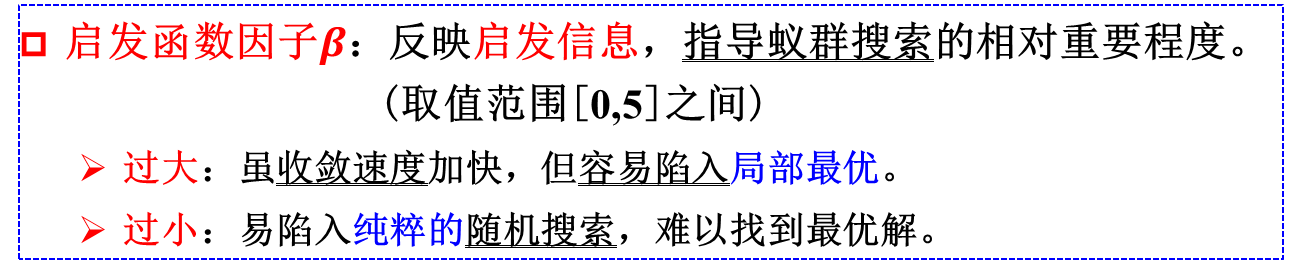 启发函数因子β：反映启发信息，指导蚁群搜索的相对重要程度。
(取值范围[0,5]之间)
过大：虽收敛速度加快，但容易陷入局部最优。
过小：易陷入纯粹的随机搜索，难以找到最优解。